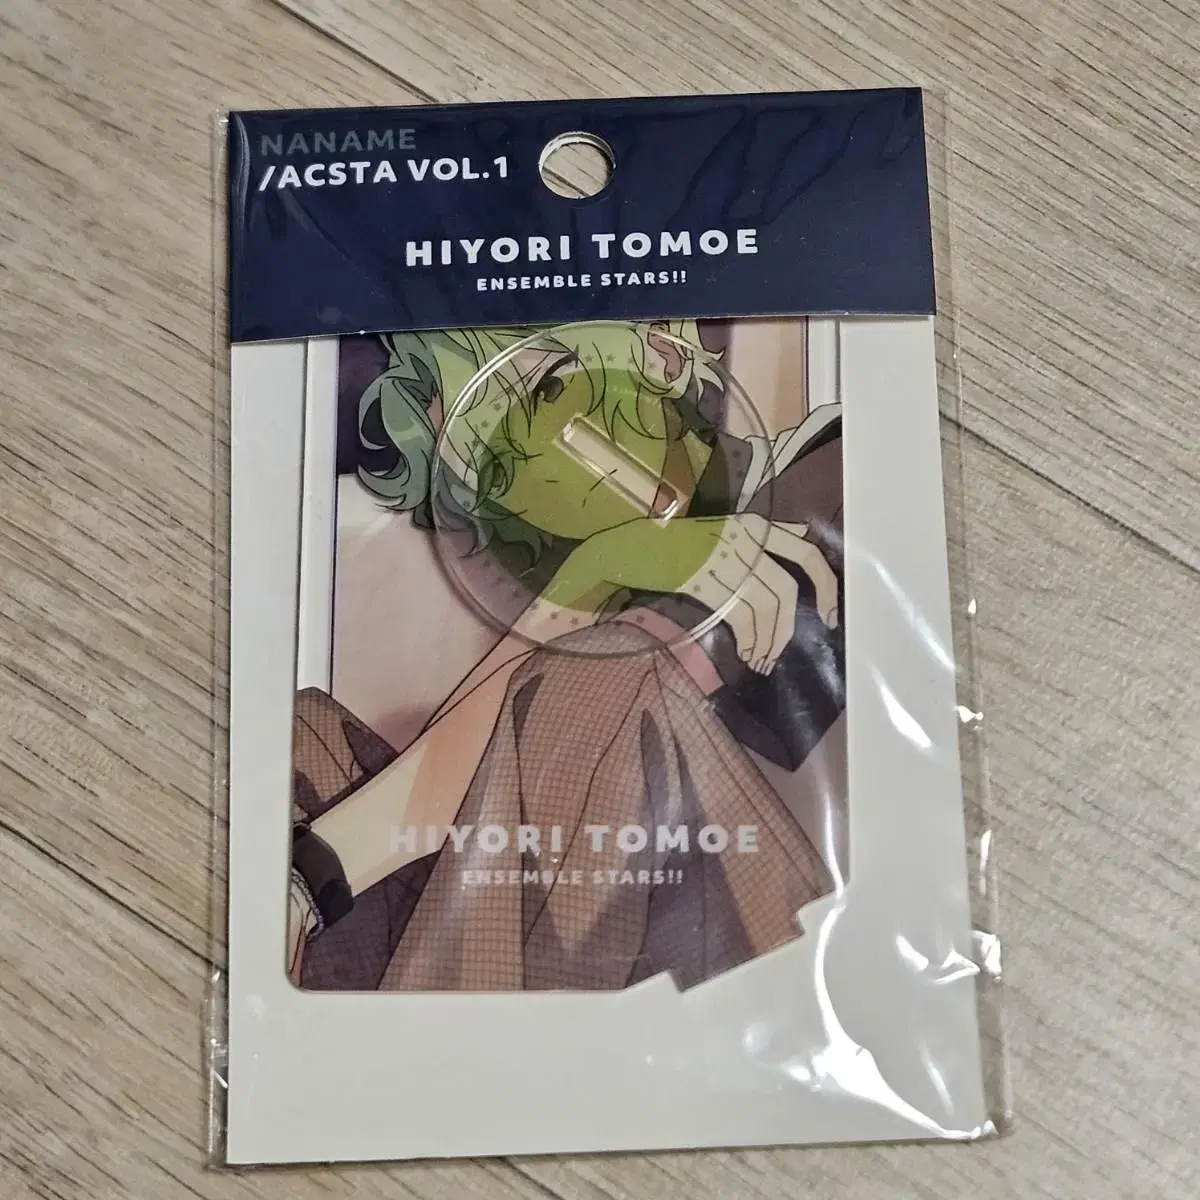 NANAME
/ACSTA VOL.1
HIYORI TOMOE
ENSEMBLE STARS!!
HIYORI TOMOE
ENSEMBLE STARS!!